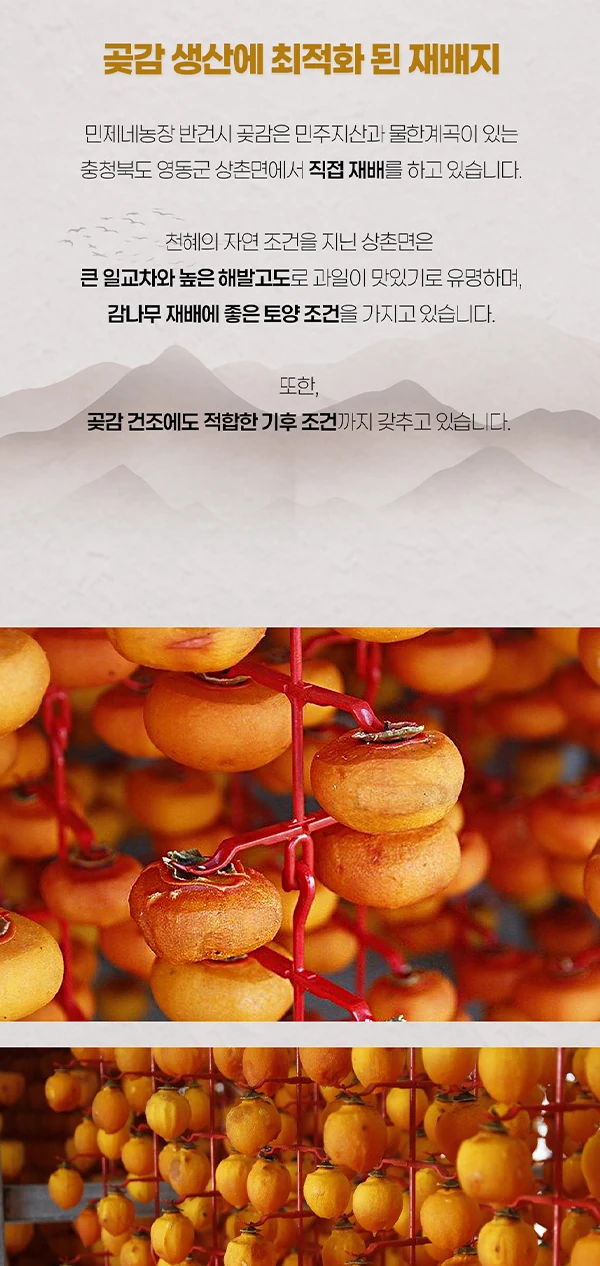 곶감 생산에 최적화 된 재배지
민제네농장 반건시 곶감은 민주지산과 물한계곡이 있는
충청북도 영동군 상촌면에서 직접 재배를 하고 있습니다.
천혜의 자연 조건을 지닌 상촌면은
큰 일교차와 높은 해발고도로 과일이 맛있기로 유명하며,
감나무 재배에 좋은 토양 조건을 가지고 있습니다.
또한,
곶감 건조에도 적합한 기후 조건까지 갖추고 있습니다.